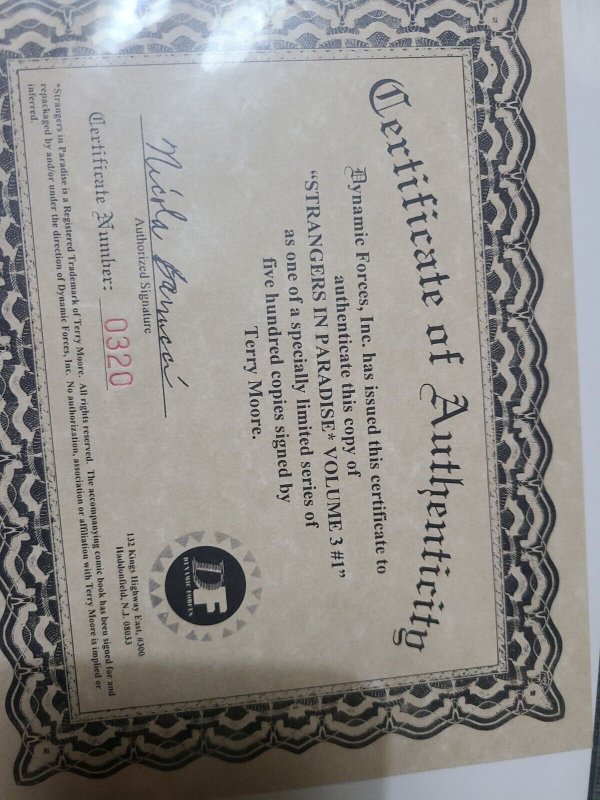 Certificate of Authenticity
Dynamic Forces, Inc. has issued this certificate to
authenticate this copy of
"STRANGERS IN PARADISE* VOLUME 3 #1"
as one of a specially limited series of
five hundred copies signed by
Terry Moore.
Authorized Signature
Certificate Number: 0320
DF
DYNAMIC FORCES
132 Kings Highway East, #300
Haddonfield, N.J. 08033
*Strangers in Paradise is a Registered Trademark of Terry Moore. All rights reserved. The accompanying comic book has been signed for and
repackaged by and/or under the direction of Dynamic Forces, Inc. No authorization, association or affiliation with Terry Moore is implied or
inferred.